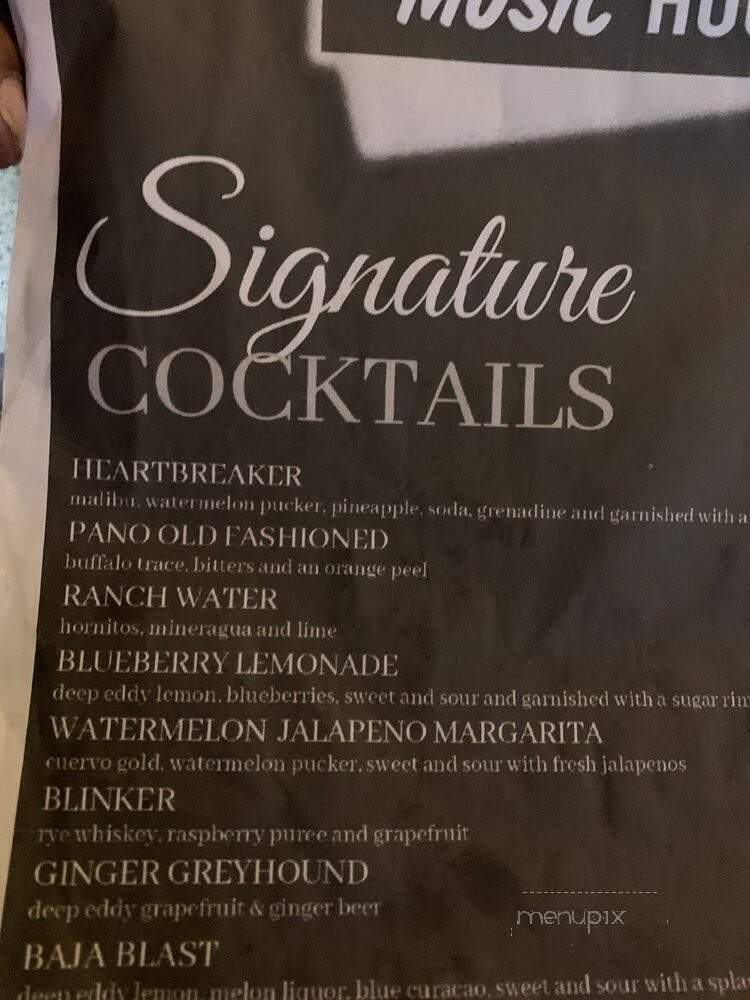 MUSIC
Signature
COCKTAILS
HEARTBREAKER
malibu, watermelon pucker, pineapple, soda, grenadine and garnished with a
PANO OLD FASHIONED
buffalo trace, bitters and an orange peel
RANCH WATER
hornitos, mineragua and lime
BLUEBERRY LEMONADE
deep eddy lemon, blueberries, sweet and sour and garnished with a sugar rim
WATERMELON JALAPENO MARGARITA
cuervo gold, watermelon pucker, sweet and sour with fresh jalapenos
BLINKER
rye whiskey, raspberry puree and grapefruit
GINGER GREYHOUND
deep eddy grapefruit & ginger beer
menupix
BAJA BLAST
deep eddy lemon, melon liquor, blue curacao, sweet and sour with a